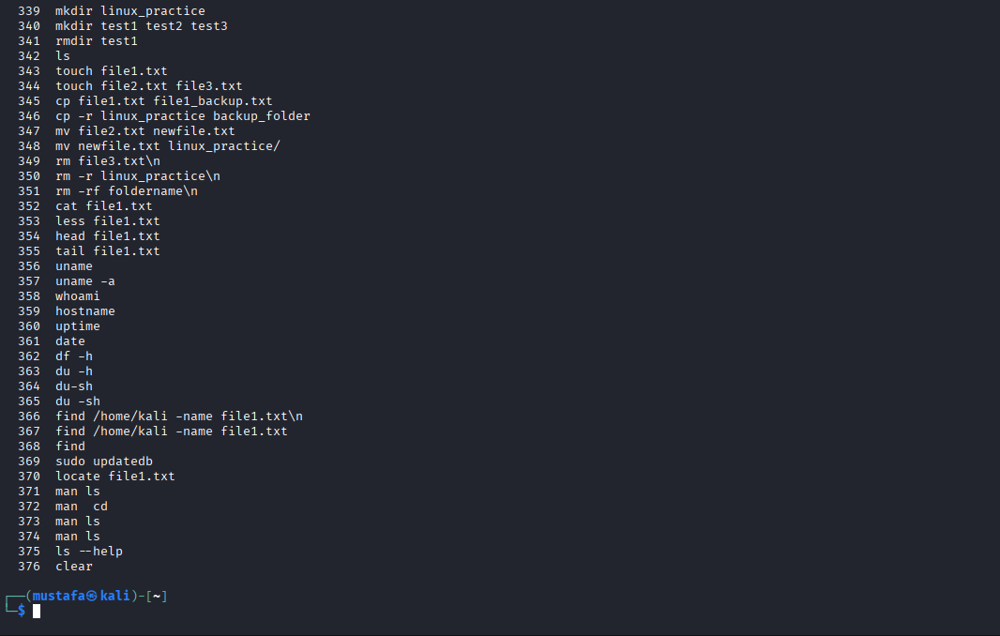 339  mkdir linux_practice
340  mkdir test1 test2 test3
341  rmdir test1
342  ls
343  touch file1.txt
344  touch file2.txt file3.txt
345  cp file1.txt file1_backup.txt
346  cp -r linux_practice backup_folder
347  mv file2.txt newfile.txt
348  mv newfile.txt linux_practice/
349  rm file3.txt\n
350  rm -r linux_practice\n
351  rm -rf foldername\n
352  cat file1.txt
353  less file1.txt
354  head file1.txt
355  tail file1.txt
356  uname
357  uname -a
358  whoami
359  hostname
360  uptime
361  date
362  df -h
363  du -h
364  du-sh
365  du -sh
366  find /home/kali -name file1.txt\n
367  find /home/kali -name file1.txt
368  find
369  sudo updatedb
370  locate file1.txt
371  man ls
372  man  cd
373  man ls
374  man ls
375  ls --help
376  clear
┌──(mustafa㉿kali)-[~]
└─$